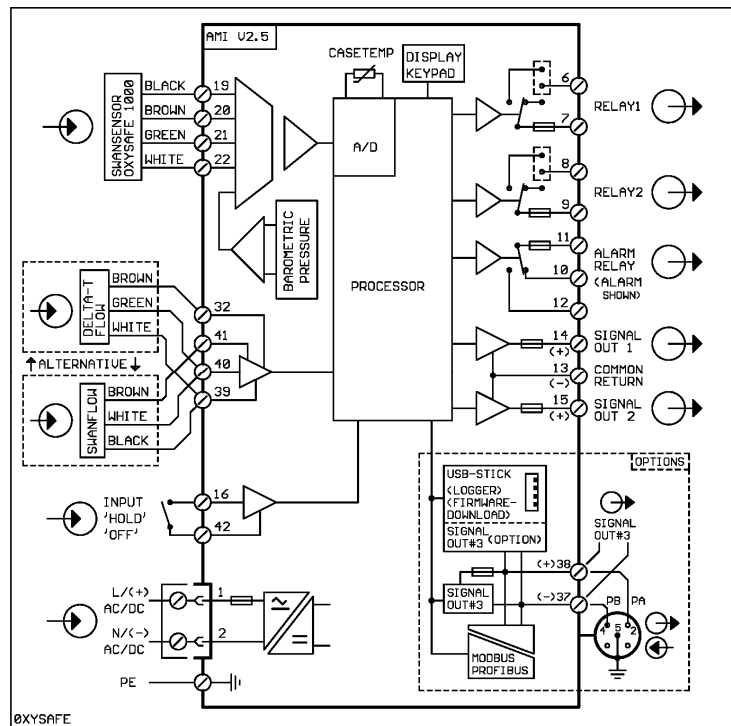 AMI V2.5
CASETEMP
DISPLAY
KEYPAD
SWANSENSOR
OXYSAFE 1000
BLACK 19
BROWN 20
GREEN 21
WHITE 22
A/D
6
RELAY1
7
8
RELAY2
9
BAROMETRIC
PRESSURE
PROCESSOR
11
ALARM
RELAY
10
(ALARM
SHOWN)
12
DELTA-T
FLOW
BROWN
GREEN
WHITE
32
41
40
39
↑ALTERNATIVE↓
SWANFLOW
BROWN
WHITE
BLACK
14
(+)
SIGNAL
OUT 1
13
(-)
COMMON
RETURN
15
(+)
SIGNAL
OUT 2
OPTIONS
USB-STICK
(LOGGER)
(FIRMWARE-
DOWNLOAD)
SIGNAL
OUT#3 (OPTION)
SIGNAL
OUT#3
(+)38
(-)37
SIGNAL
OUT#3
PB PA
4 5 2
MODBUS
PROFIBUS
INPUT
'HOLD'
'OFF'
16
42
L/(+)
AC/DC
1
N/(-)
AC/DC
2
PE
OXYSAFE